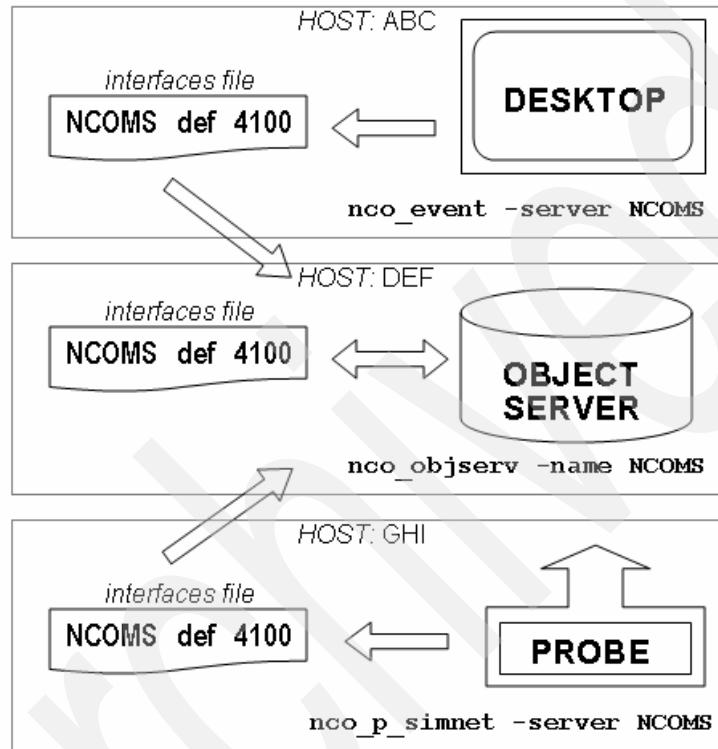 HOST: ABC
interfaces file
NCOMS def 4100
DESKTOP
nco_event -server NCOMS
HOST: DEF
interfaces file
NCOMS def 4100
OBJECT
SERVER
nco_objserv -name NCOMS
HOST: GHI
interfaces file
NCOMS def 4100
PROBE
nco_p_simnet -server NCOMS